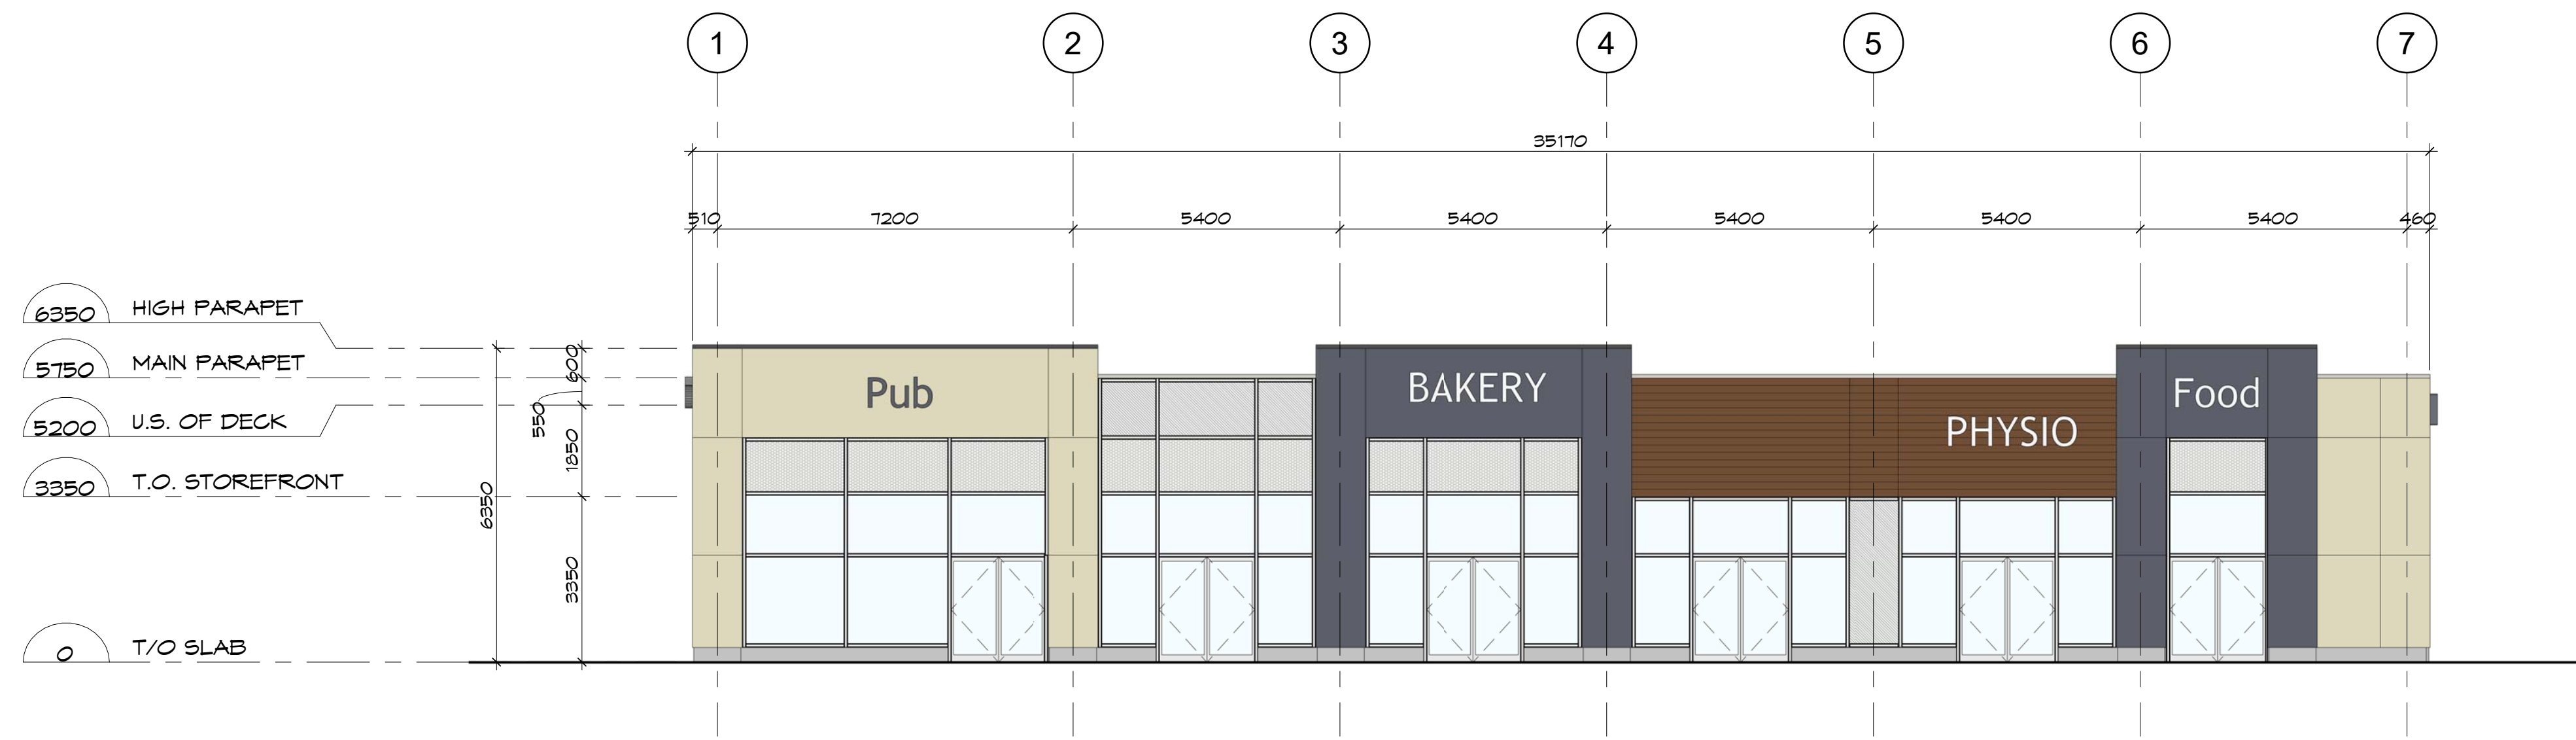 1 2 3 4 5 6 7
35170
510 7200 5400 5400 5400 5400 5400 460
6350 HIGH PARAPET
5750 MAIN PARAPET
5200 U.S. OF DECK
3350 T.O. STOREFRONT
0 T/O SLAB
6350
600
550
1850
3350
Pub
BAKERY
PHYSIO
Food